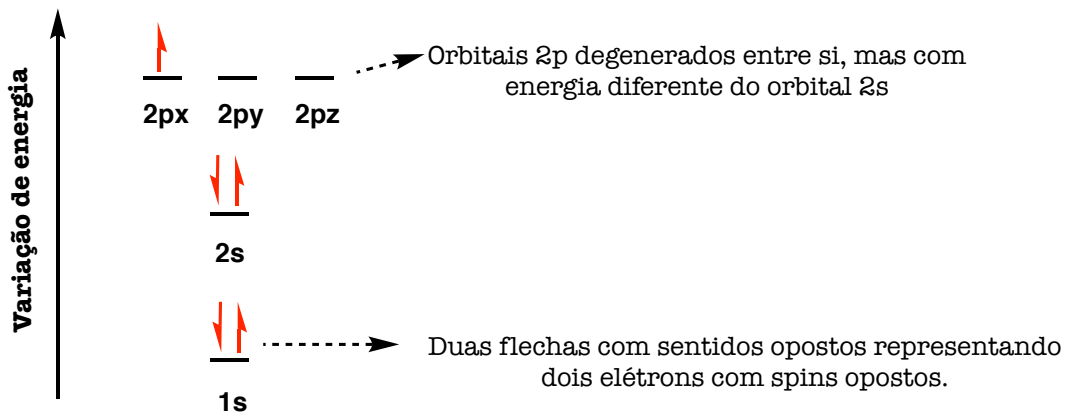 Variação de energia
Orbitais 2p degenerados entre si, mas com
energia diferente do orbital 2s
2px 2py 2pz
2s
Duas flechas com sentidos opostos representando
dois elétrons com spins opostos.
1s